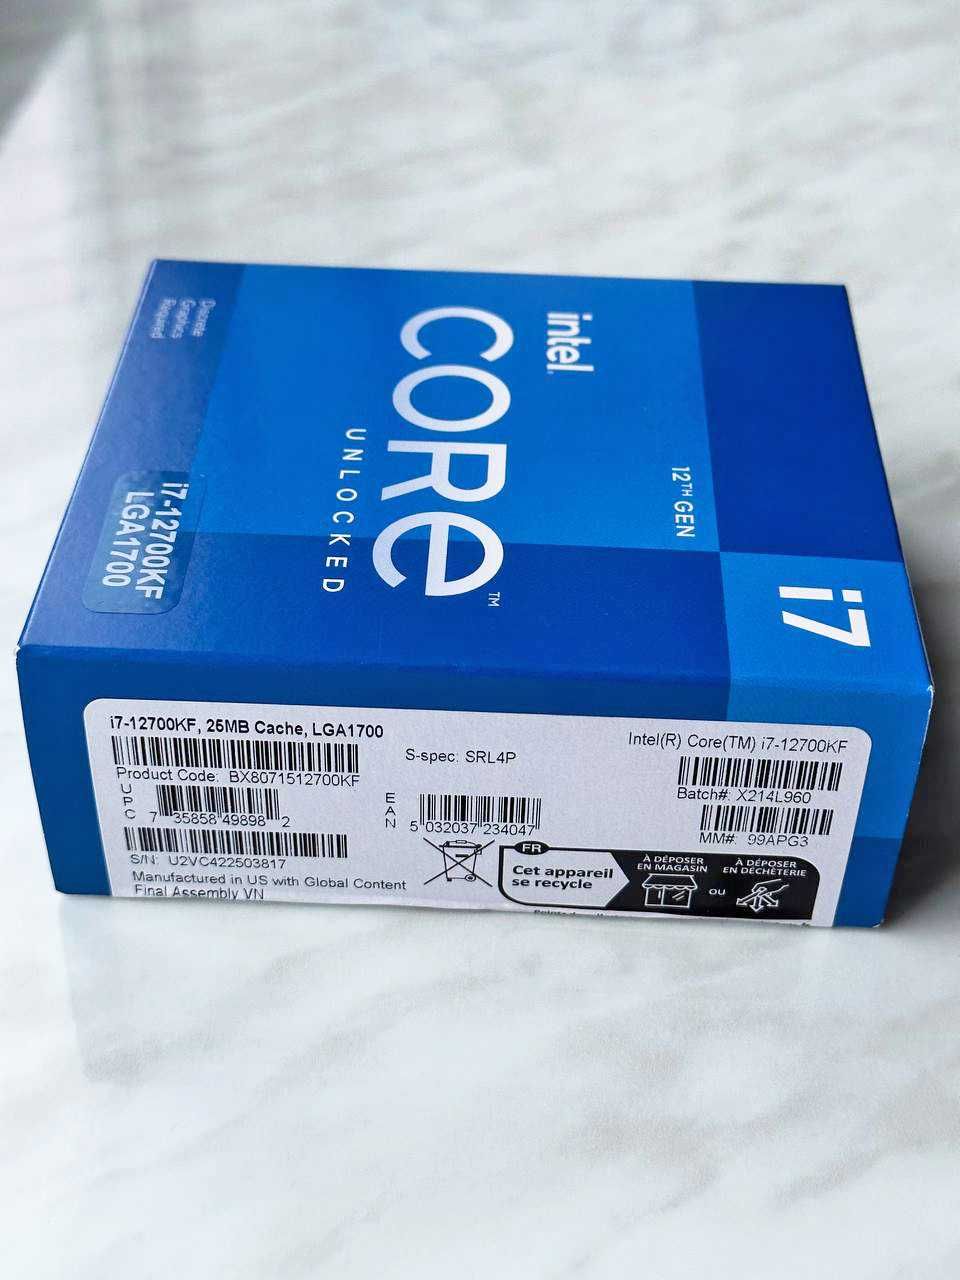 Discrete
Graphics
Required
intel.
CORe™
UNLOCKED
12TH GEN
i7
i7-12700KF
LGA1700
i7-12700KF, 25MB Cache, LGA1700
Product Code: BX8071512700KF
UPC
7 35858 49898 2
S/N: U2VC422503817
Manufactured in US with Global Content
Final Assembly VN
S-spec: SRL4P
EAN
5 032037 234047
Intel(R) Core(TM) i7-12700KF
Batch#: X214L960
MM#: 99APG3
FR
Cet appareil
se recycle
À DÉPOSER
EN MAGASIN
ou
À DÉPOSER
EN DÉCHÈTERIE